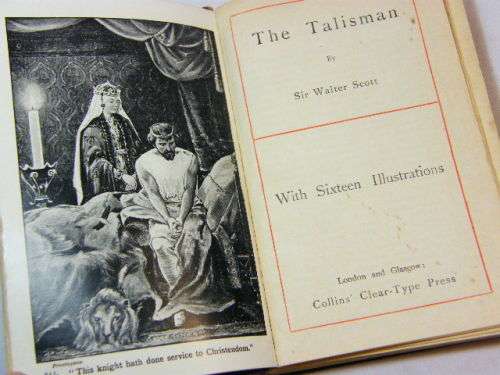 Frontispiece
"This knight hath done service to Christendom."
The Talisman
By
Sir Walter Scott
With Sixteen Illustrations
London and Glasgow:
Collins' Clear-Type Press